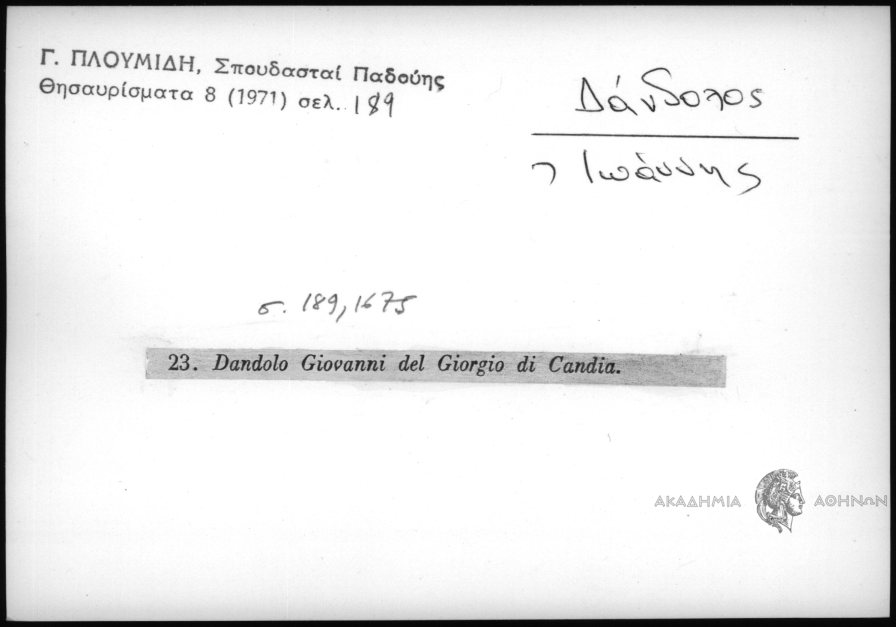 Γ. ΠΛΟΥΜΙΔΗ, Σπουδασταί Παδούης
Θησαυρίσματα 8 (1971) σελ. 189
Δάνδολος
Ἰωάννης
σ. 189, 1675
23. Dandolo Giovanni del Giorgio di Candia.
ΑΚΑΔΗΜΙΑ ΑΘΗΝΩΝ